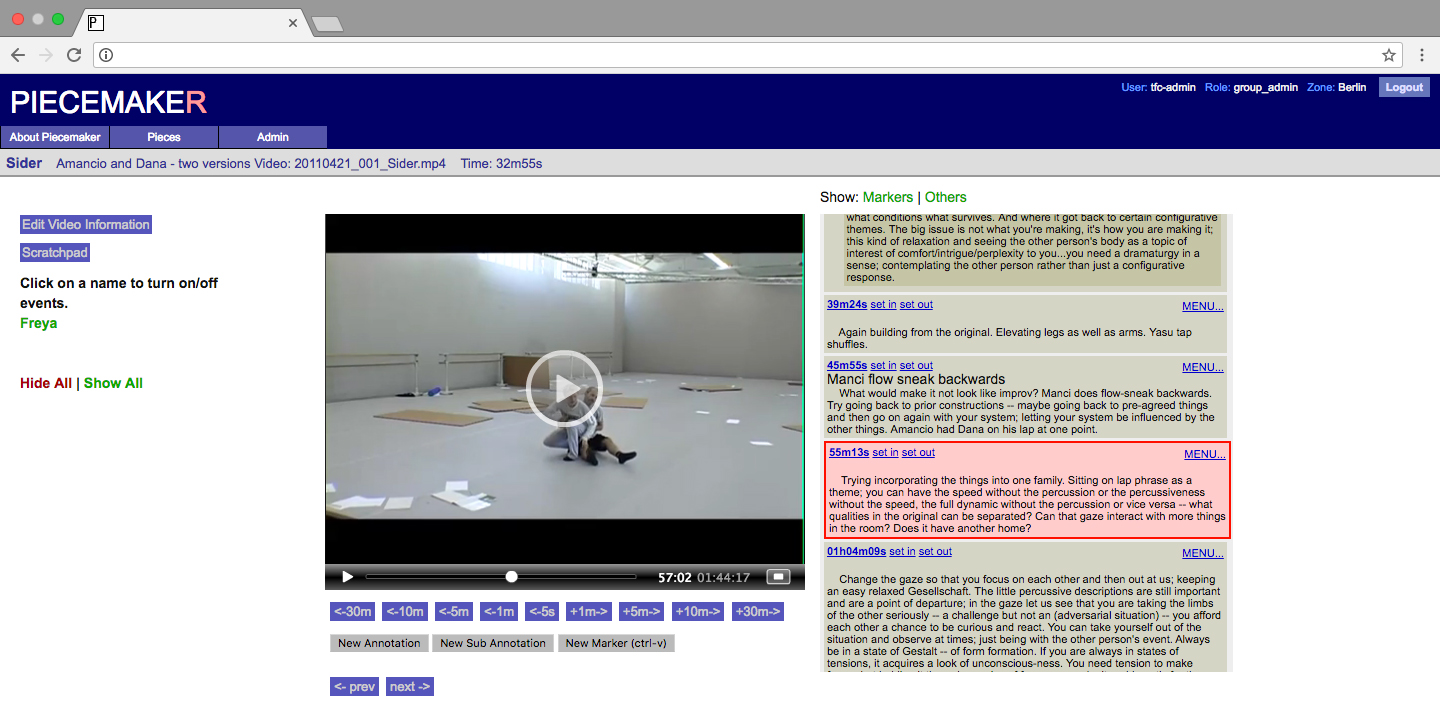 P
PIECEMAKER
User: tfc-admin Role: group_admin Zone: Berlin Logout
About Piecemaker Pieces Admin
Sider Amancio and Dana - two versions Video: 20110421_001_Sider.mp4 Time: 32m55s
Show: Markers | Others
Edit Video Information
Scratchpad
Click on a name to turn on/off
events.
Freya
Hide All | Show All
57:02 01:44:17
<-30m <-10m <-5m <-1m <-5s +1m-> +5m-> +10m-> +30m->
New Annotation New Sub Annotation New Marker (ctrl-v)
<- prev next ->
what conditions what survives. And where it got back to certain configurative
themes. The big issue is not what you're making, it's how you are making it;
this kind of relaxation and seeing the other person's body as a topic of
interest of comfort/intrigue/perplexity to you...you need a dramaturgy in a
sense; contemplating the other person rather than just a configurative
response.
39m24s set in set out MENU...
Again building from the original. Elevating legs as well as arms. Yasu tap
shuffles.
45m55s set in set out MENU...
Manci flow sneak backwards
What would make it not look like improv? Manci does flow-sneak backwards.
Try going back to prior constructions -- maybe going back to pre-agreed things
and then go on again with your system; letting your system be influenced by the
other things. Amancio had Dana on his lap at one point.
55m13s set in set out MENU...
Trying incorporating the things into one family. Sitting on lap phrase as a
theme; you can have the speed without the percussion or the percussiveness
without the speed, the full dynamic without the percussion or vice versa -- what
qualities in the original can be separated? Can that gaze interact with more things
in the room? Does it have another home?
01h04m09s set in set out MENU...
Change the gaze so that you focus on each other and then out at us; keeping
an easy relaxed Gesellschaft. The little percussive descriptions are still important
and are a point of departure; in the gaze let us see that you are taking the limbs
of the other seriously -- a challenge but not an (adversarial situation) -- you afford
each other a chance to be curious and react. You can take yourself out of the
situation and observe at times; just being with the other person's event. Always
be in a state of Gestalt -- of form formation. If you are always in states of
tensions, it acquires a look of unconscious-ness. You need tension to make